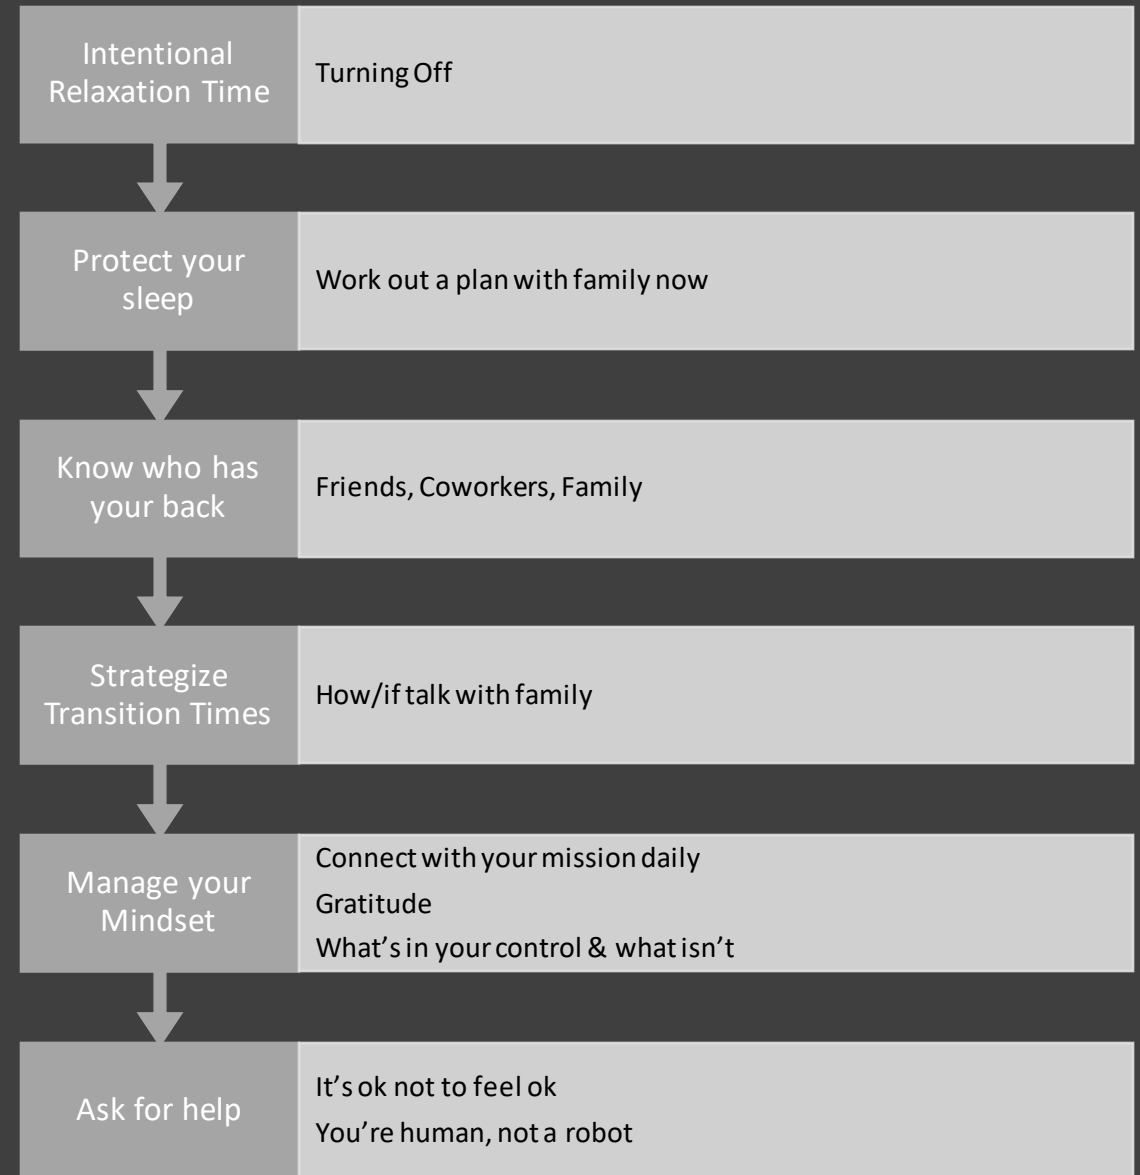 Intentional
Relaxation Time
Turning Off
Protect your
sleep
Work out a plan with family now
Know who has
your back
Friends, Coworkers, Family
Strategize
Transition Times
How/if talk with family
Manage your
Mindset
Connect with your mission daily
Gratitude
What's in your control & what isn't
Ask for help
It's ok not to feel ok
You're human, not a robot